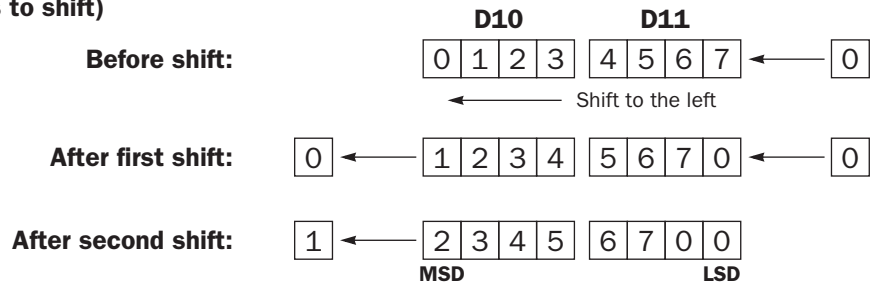 to shift)
D10 D11
Before shift: 0 1 2 3 4 5 6 7 0
Shift to the left
After first shift: 0 1 2 3 4 5 6 7 0 0
After second shift: 1 2 3 4 5 6 7 0 0
MSD LSD